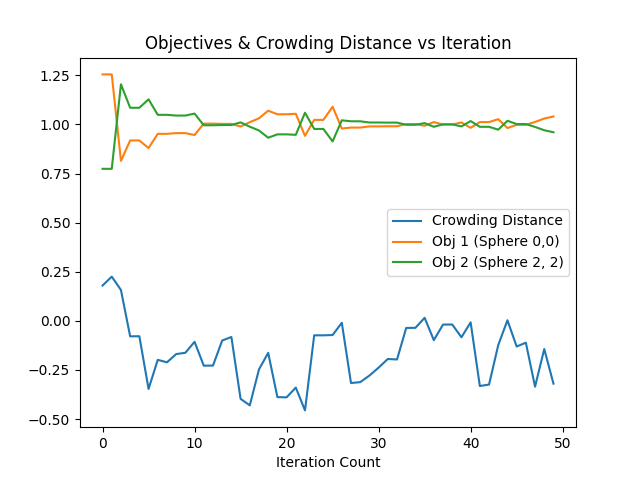 Objectives & Crowding Distance vs Iteration
1.25
1.00
0.75
0.50
0.25
0.00
−0.25
−0.50
Crowding Distance
Obj 1 (Sphere 0,0)
Obj 2 (Sphere 2, 2)
0 10 20 30 40 50
Iteration Count